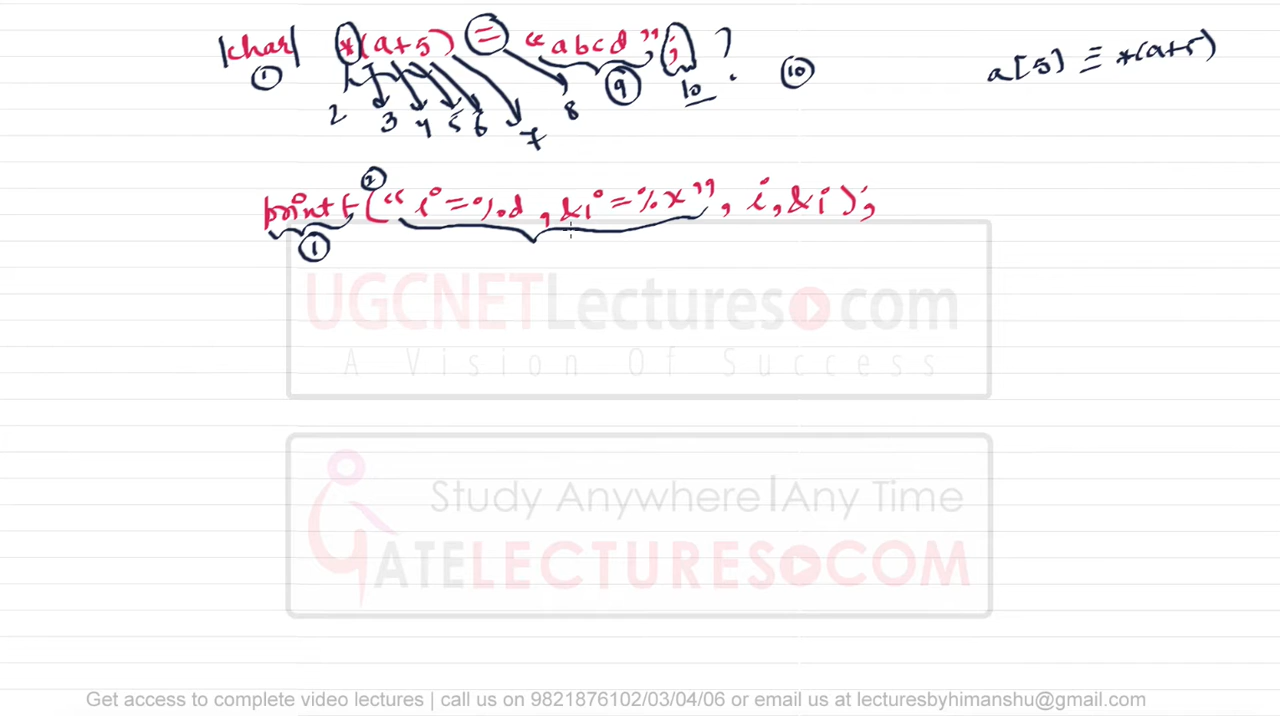 char *(a+5) = "abcd"; ? a[5] ≡ *(a+5)
① 2 3 4 5 6 7 8 ⑨ 10 ⑩
②
printf("i=%d, &i=%x", i, &i);
①
UGCNETLectures.com
A Vision Of Success
Study Anywhere|Any Time
GATELECTURES.COM
Get access to complete video lectures | call us on 9821876102/03/04/06 or email us at lecturesbyhimanshu@gmail.com